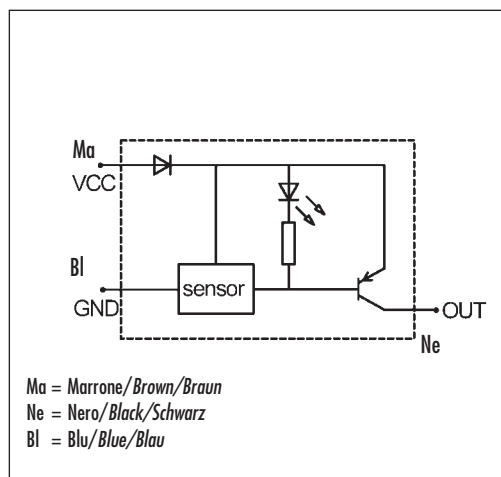 Ma
VCC
Bl
GND
sensor
OUT
Ne
Ma = Marrone/Brown/Braun
Ne = Nero/Black/Schwarz
Bl = Blu/Blue/Blau